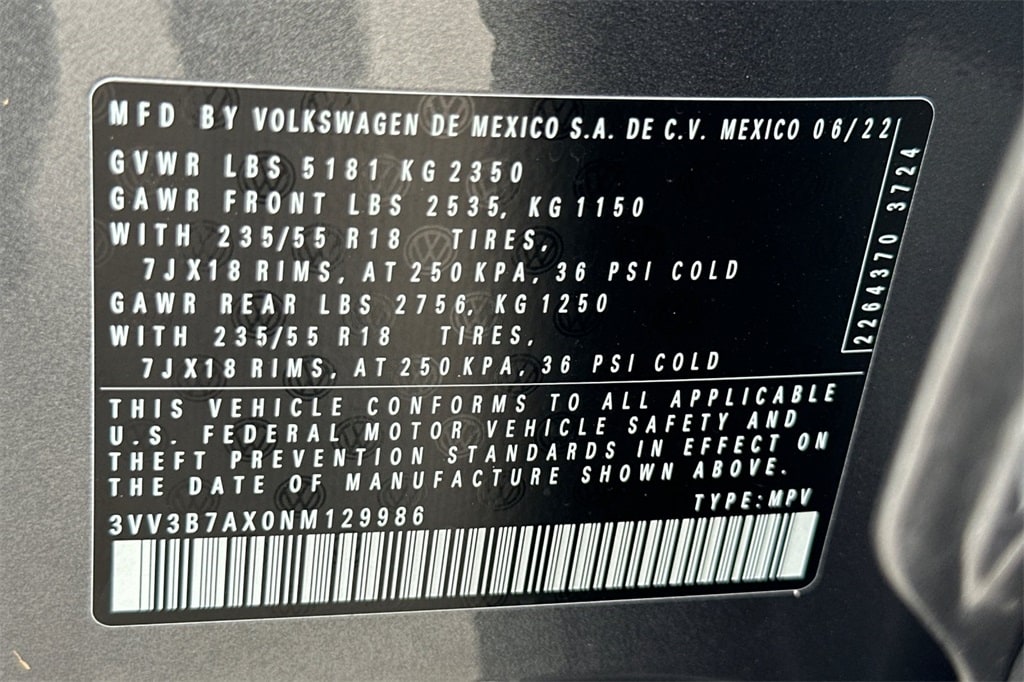 MFD BY VOLKSWAGEN DE MEXICO S.A. DE C.V. MEXICO 06/22
GVWR LBS 5181 KG 2350
GAWR FRONT LBS 2535, KG 1150
WITH 235/55 R18 TIRES,
7JX18 RIMS, AT 250 KPA, 36 PSI COLD
GAWR REAR LBS 2756, KG 1250
WITH 235/55 R18 TIRES,
7JX18 RIMS, AT 250 KPA, 36 PSI COLD
2264370 3724
THIS VEHICLE CONFORMS TO ALL APPLICABLE
U.S. FEDERAL MOTOR VEHICLE SAFETY AND
THEFT PREVENTION STANDARDS IN EFFECT ON
THE DATE OF MANUFACTURE SHOWN ABOVE.
TYPE: MPV
3VV3B7AX0NM129986